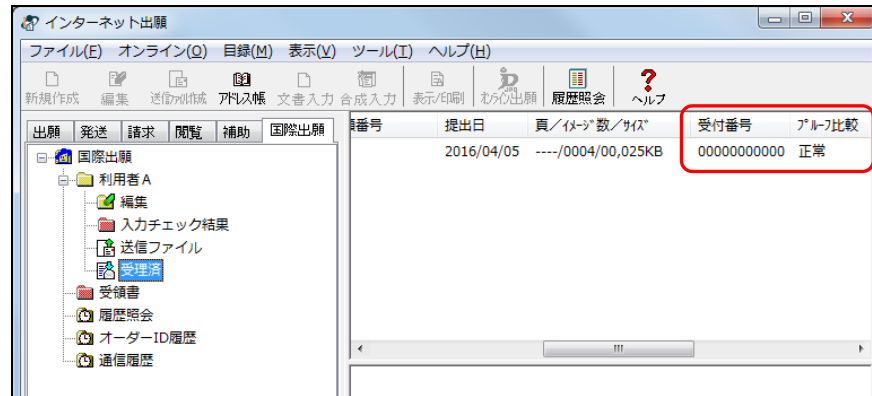 インターネット出願
ファイル(F) オンライン(O) 目録(M) 表示(V) ツール(T) ヘルプ(H)
新規作成 編集 送信ﾌｧｲﾙ作成 ｱﾄﾞﾚｽ帳 文書入力 合成入力 表示/印刷 ｵﾝﾗｲﾝ出願 履歴照会 ヘルプ
出願 発送 請求 閲覧 補助 国際出願
番号 提出日 頁／ｲﾒｰｼﾞ数／ｻｲｽﾞ 受付番号 ﾌﾟﾙｰﾌ比較
2016/04/05 ----/0004/00,025KB 00000000000 正常
国際出願
利用者A
編集
入力チェック結果
送信ファイル
受理済
受領書
履歴照会
オーダーID履歴
通信履歴